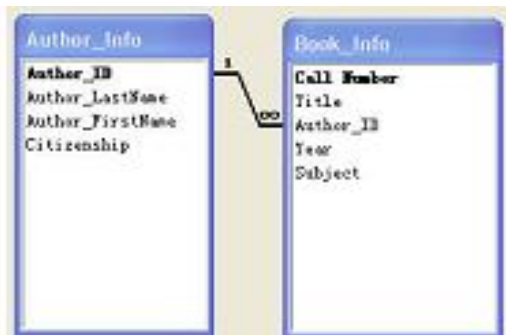 Author_Info
Author_ID
Author_LastName
Author_FirstName
Citizenship
1
∞
Book_Info
Call Number
Title
Author_ID
Year
Subject